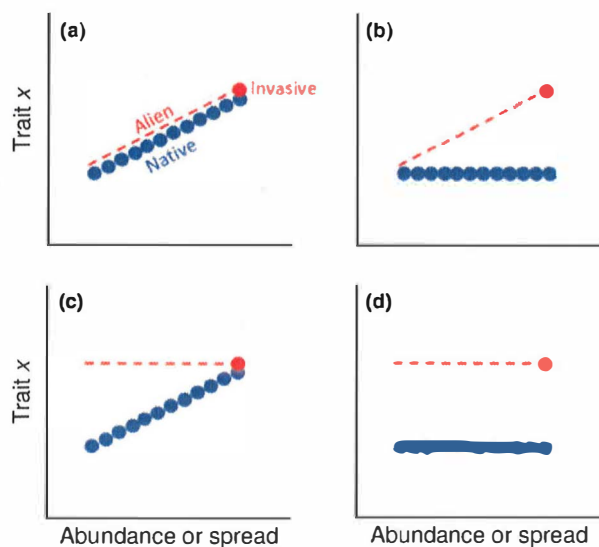 (a)
(b)
Invasive
Alien
Native
Trait x
(c)
(d)
Trait x
Abundance or spread
Abundance or spread